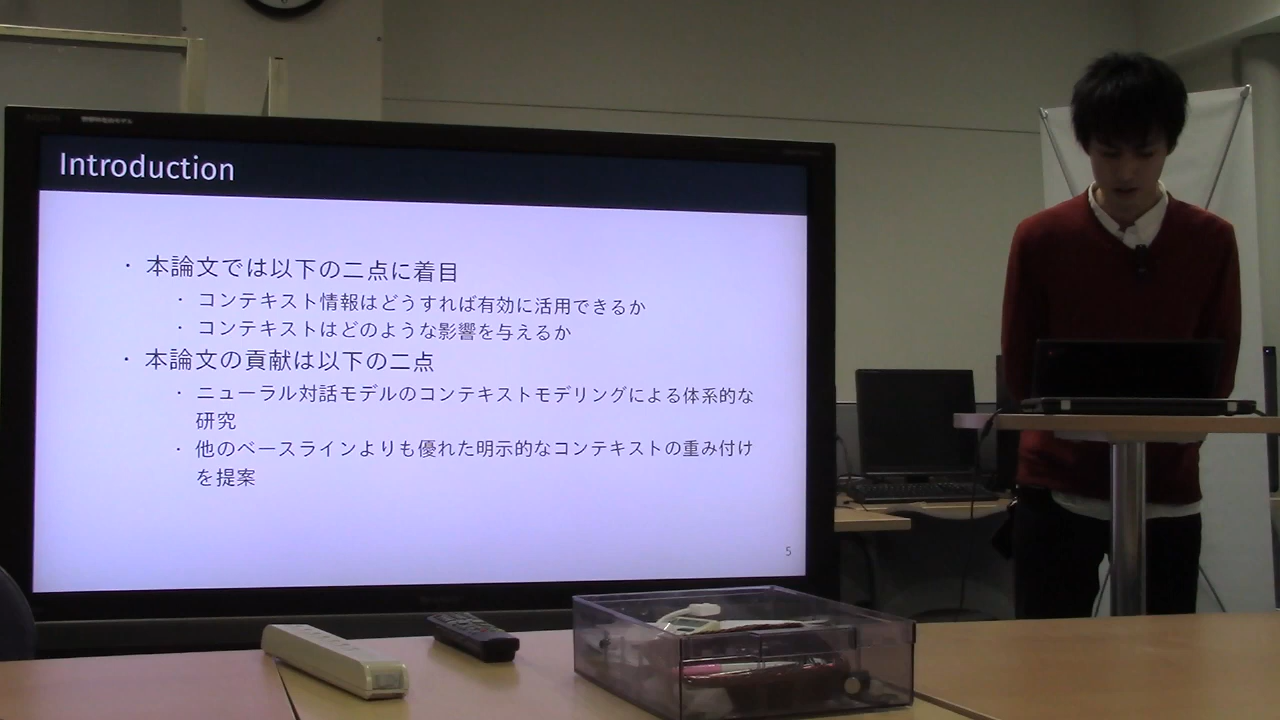 Introduction
・ 本論文では以下の二点に着目
・ コンテキスト情報はどうすれば有効に活用できるか
・ コンテキストはどのような影響を与えるか
・ 本論文の貢献は以下の二点
・ ニューラル対話モデルのコンテキストモデリングによる体系的な
研究
・ 他のベースラインよりも優れた明示的なコンテキストの重み付け
を提案
5